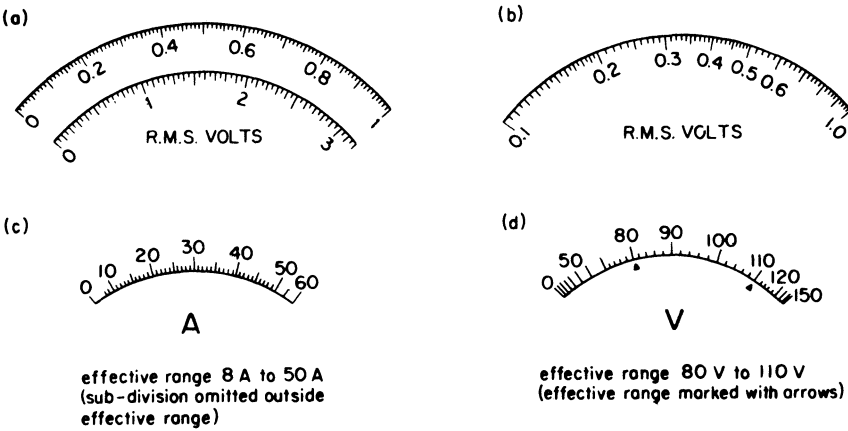 (a)
0 0.2 0.4 0.6 0.8 1
0 1 2 3
R.M.S. VOLTS
(b)
0.1 0.2 0.3 0.4 0.5 0.6 1.0
R.M.S. VOLTS
(c)
0 10 20 30 40 50 60
A
effective range 8 A to 50 A
(sub-division omitted outside
effective range)
(d)
0 50 80 90 100 110 120 150
V
effective range 80 V to 110 V
(effective range marked with arrows)